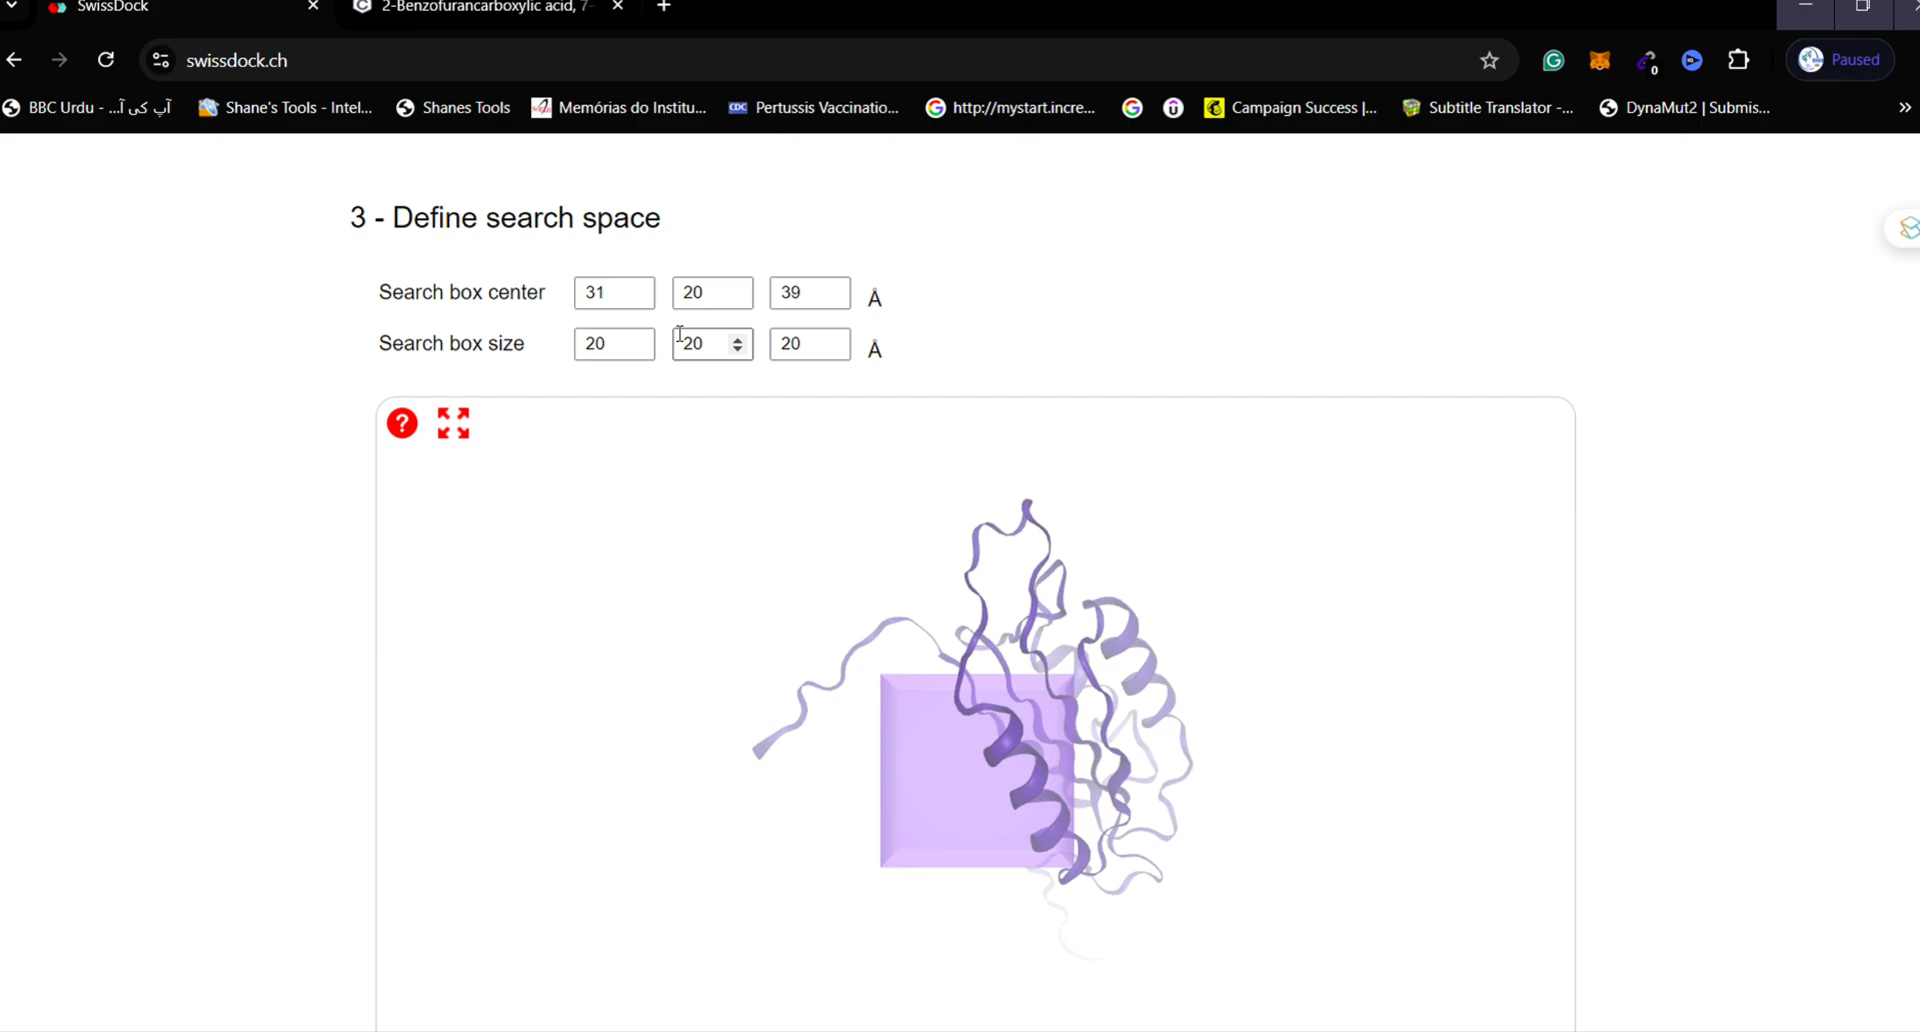 SwissDock
2-Benzofurancarboxylic acid, 7-
swissdock.ch
0
Paused
BBC Urdu - ...آپ کی آ
Shane's Tools - Intel...
Shanes Tools
Memórias do Institu...
CDC
Pertussis Vaccinatio...
http://mystart.incre...
Campaign Success |...
Subtitle Translator -...
DynaMut2 | Submis...
3 - Define search space
Search box center 31 20 39 Å
Search box size 20 20 20 Å
?